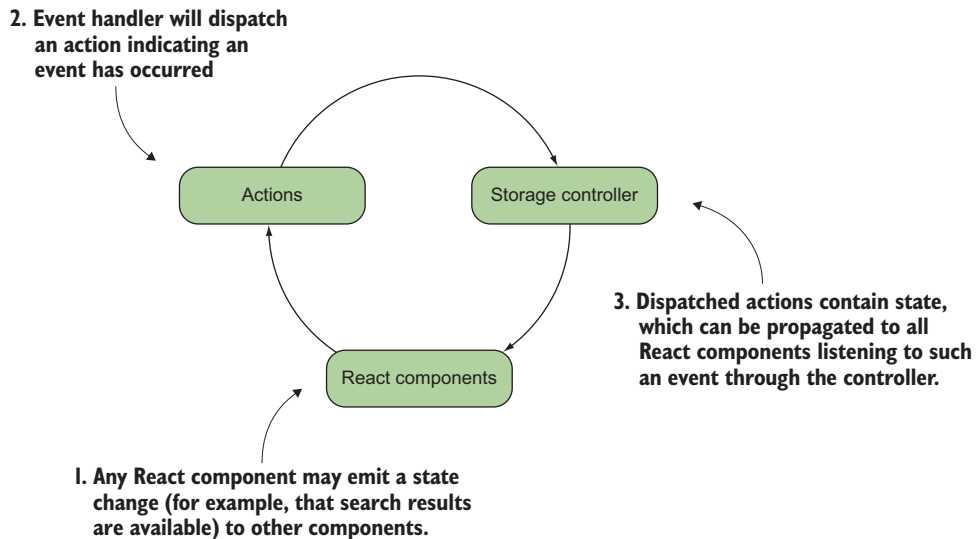 2. Event handler will dispatch
an action indicating an
event has occurred
Actions
Storage controller
3. Dispatched actions contain state,
which can be propagated to all
React components listening to such
an event through the controller.
React components
1. Any React component may emit a state
change (for example, that search results
are available) to other components.